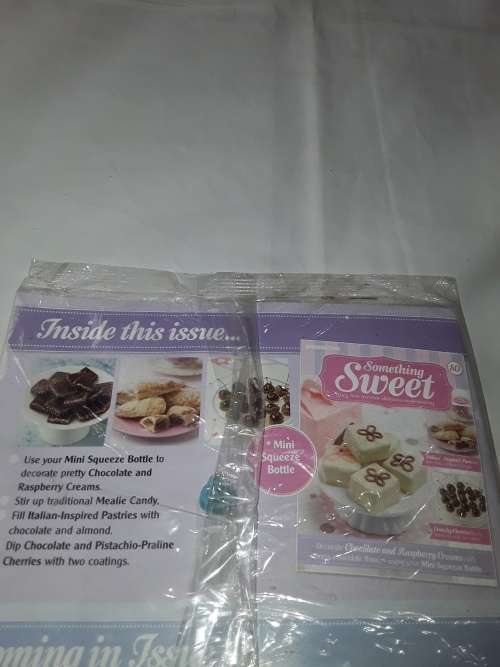 Inside this issue...
Use your Mini Squeeze Bottle to
decorate pretty Chocolate and
Raspberry Creams.
Stir up traditional Mealie Candy.
Fill Italian-Inspired Pastries with
chocolate and almond.
Dip Chocolate and Pistachio-Praline
Cherries with two coatings.
Mini
Squeeze
Bottle
Something
Sweet
80
Chocolate and Raspberry Creams
Mini Squeeze Bottle
in Issu